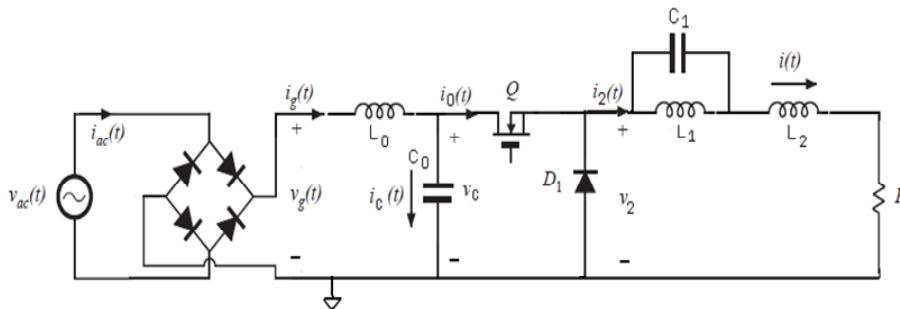 C1
ig(t)
i0(t)
Q
i2(t)
i(t)
iac(t)
+
L0
+
+
L1
L2
C0
vac(t)
vg(t)
ic(t)
vC
D1
v2
−
−
−